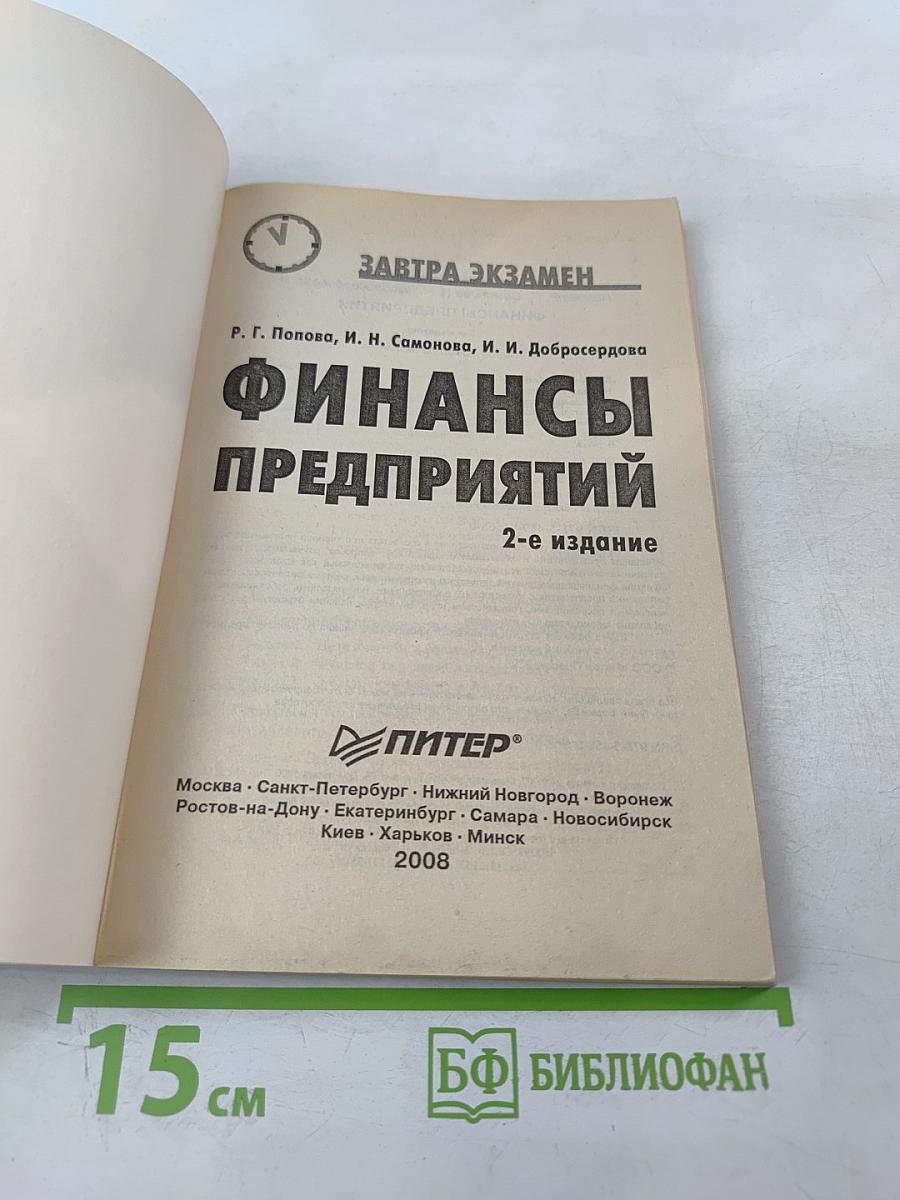 ЗАВТРА ЭКЗАМЕН
Р. Г. Попова, И. Н. Самонова, И. И. Добросердова
ФИНАНСЫ
ПРЕДПРИЯТИЙ
2-е издание
ПИТЕР®
Москва · Санкт-Петербург · Нижний Новгород · Воронеж
Ростов-на-Дону · Екатеринбург · Самара · Новосибирск
Киев · Харьков · Минск
2008
15 см
БФ БИБЛИОФАН